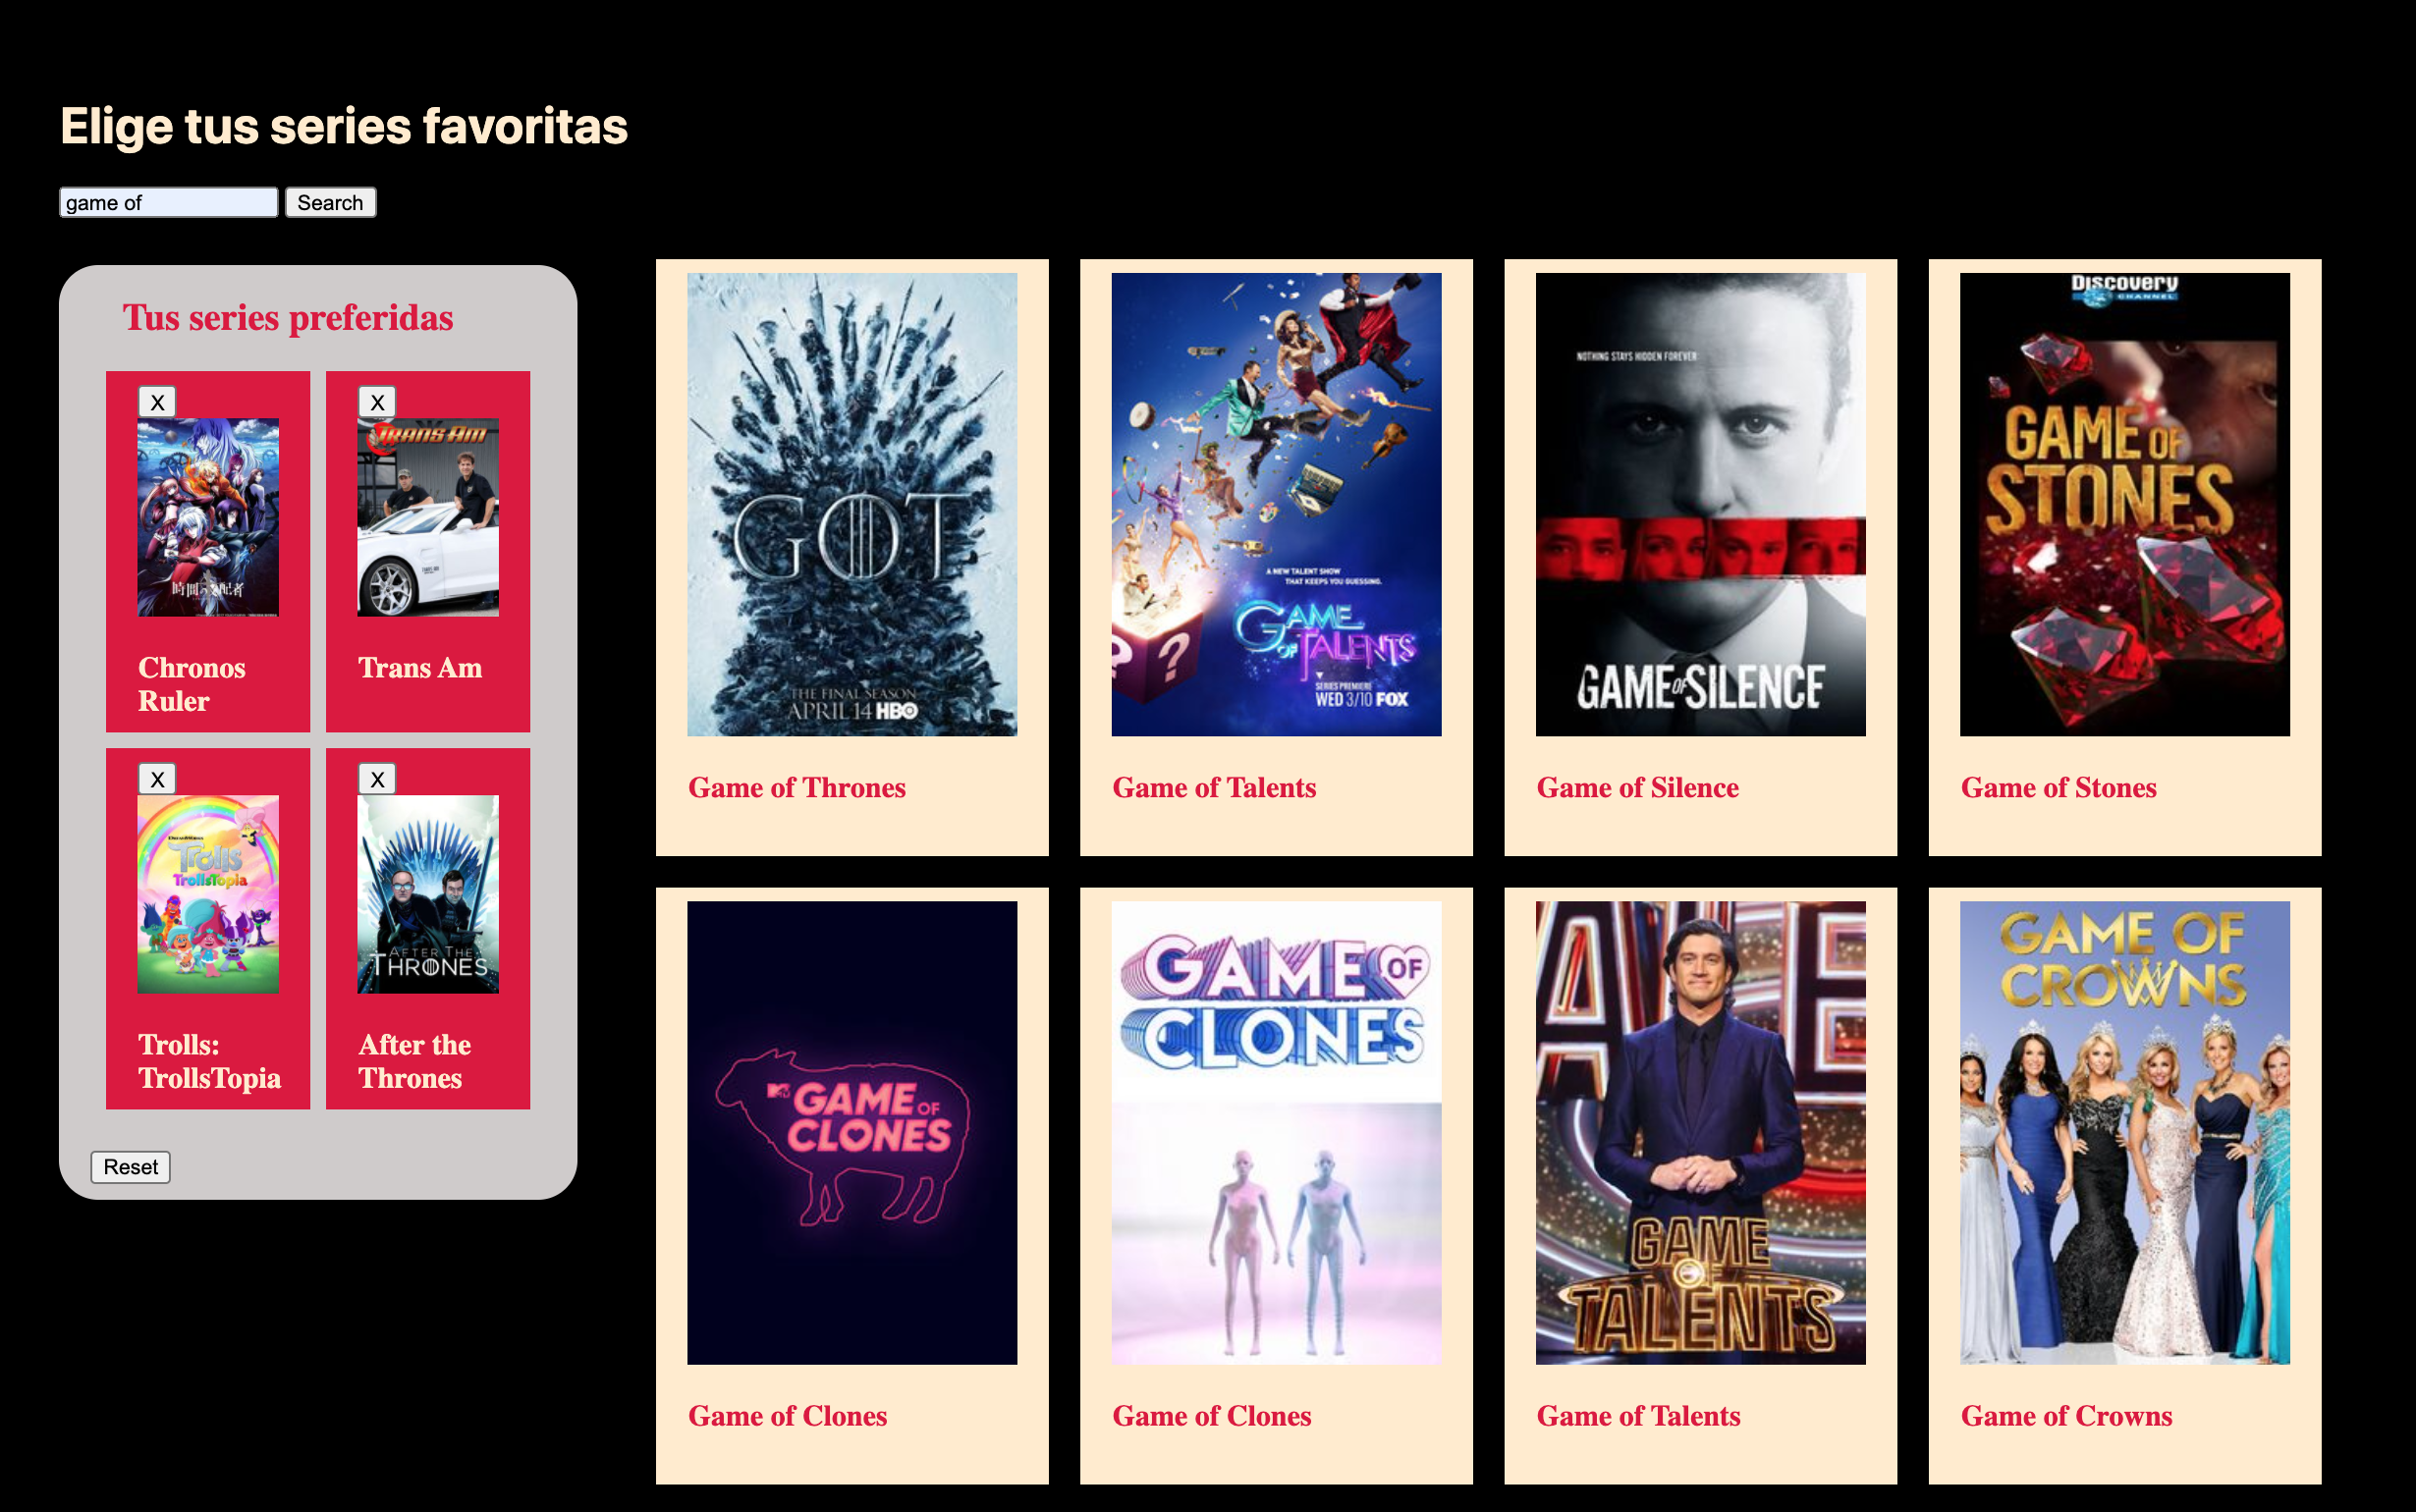 Elige tus series favoritas
game of
Search
Tus series preferidas
X
時間の支配者
Chronos
Ruler
X
TRANS AM
Trans Am
X
DreamWorks
Trolls
TrollsTopia
Trolls:
TrollsTopia
X
AFTER THE
THRONES
After the
Thrones
Reset
GOT
THE FINAL SEASON
APRIL 14 HBO
Game of Thrones
A NEW TALENT SHOW
THAT KEEPS YOU GUESSING.
GAME
OF TALENTS
SERIES PREMIERE
WED 3/10 FOX
? ?
Game of Talents
NOTHING STAYS HIDDEN FOREVER
GAME OF SILENCE
Game of Silence
Discovery
CHANNEL
GAME OF
STONES
Game of Stones
MTV GAME OF
CLONES
Game of Clones
GAME OF
CLONES
Game of Clones
GAME
OF
TALENTS
Game of Talents
GAME OF
CROWNS
Game of Crowns